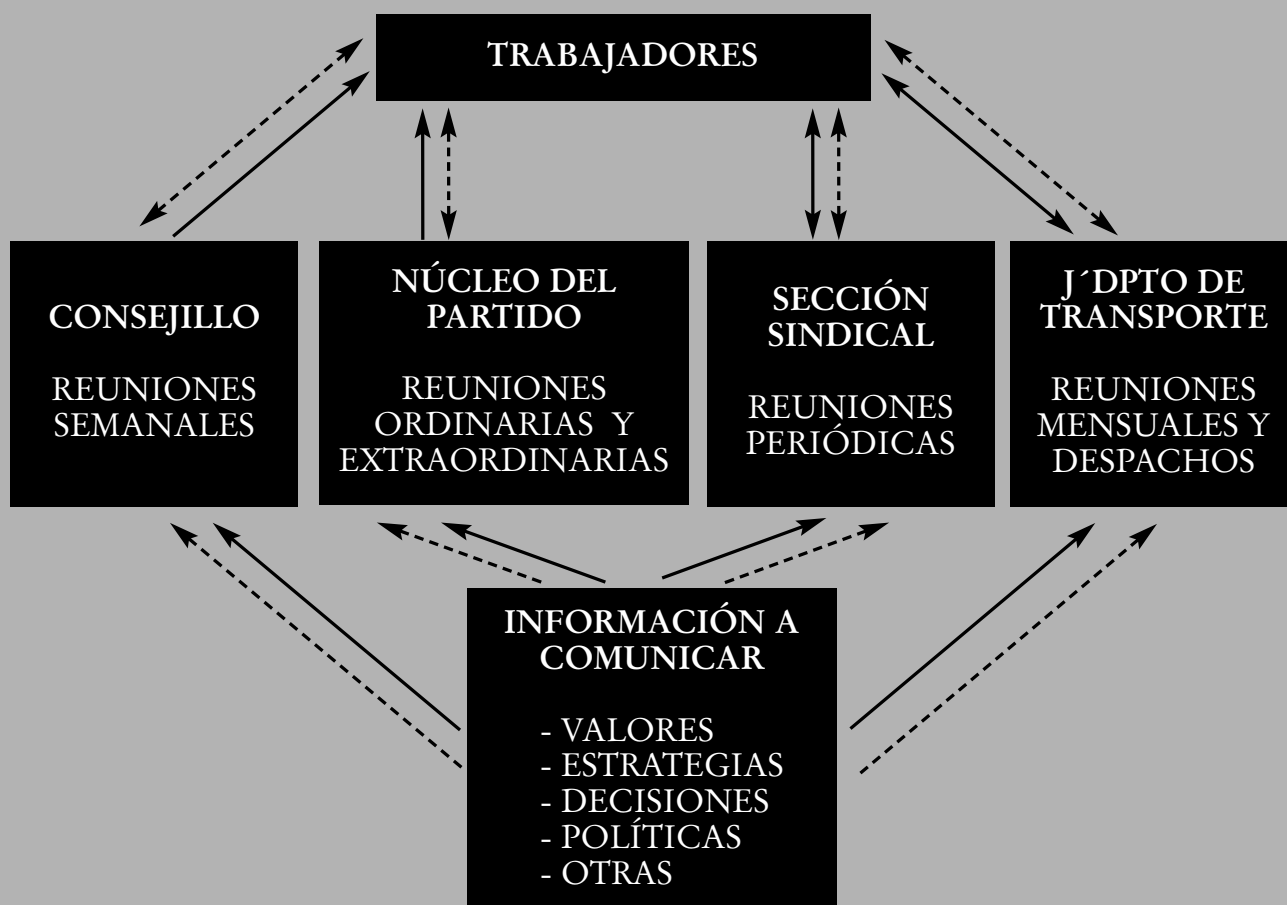 TRABAJADORES
CONSEJILLO
REUNIONES
SEMANALES
NÚCLEO DEL
PARTIDO
REUNIONES
ORDINARIAS Y
EXTRAORDINARIAS
SECCIÓN
SINDICAL
REUNIONES
PERIÓDICAS
J´DPTO DE
TRANSPORTE
REUNIONES
MENSUALES Y
DESPACHOS
INFORMACIÓN A
COMUNICAR
- VALORES
- ESTRATEGIAS
- DECISIONES
- POLÍTICAS
- OTRAS